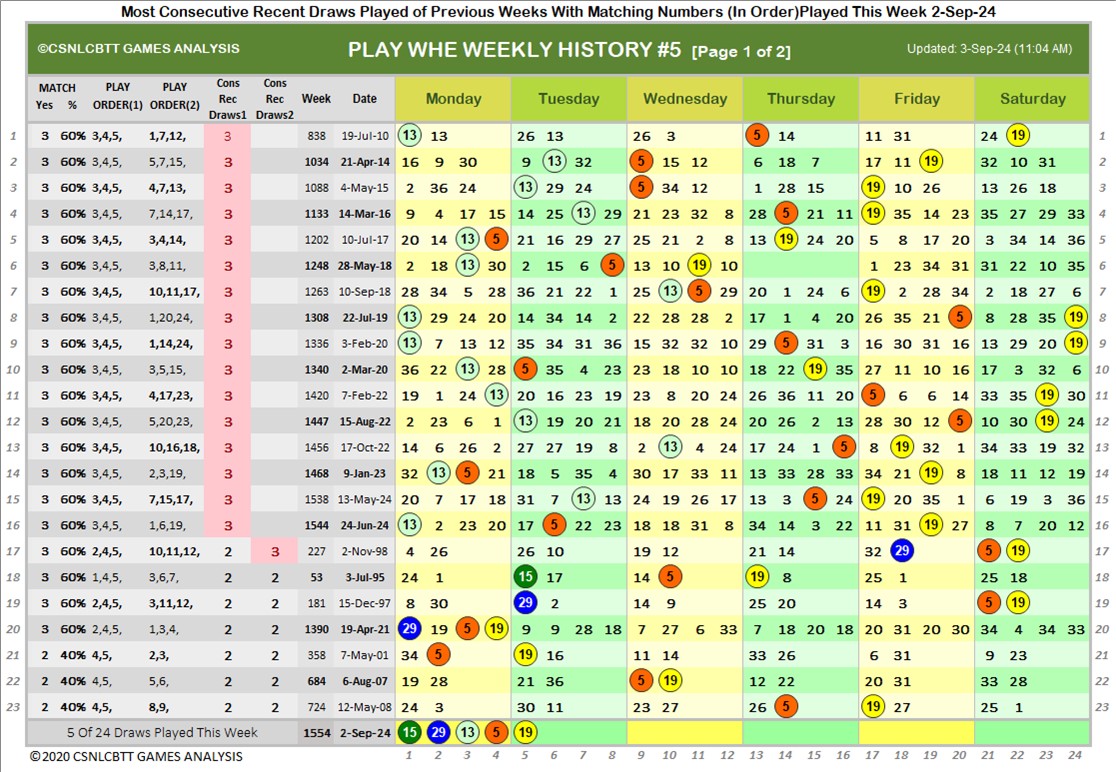 Most Consecutive Recent Draws Played of Previous Weeks With Matching Numbers (In Order)Played This Week 2-Sep-24
©CSNLCBTT GAMES ANALYSIS PLAY WHE WEEKLY HISTORY #5 [Page 1 of 2] Updated: 3-Sep-24 (11:04 AM)
MATCH Yes % PLAY ORDER(1) PLAY ORDER(2) Cons Rec Draws1 Cons Rec Draws2 Week Date Monday Tuesday Wednesday Thursday Friday Saturday
1 3 60% 3,4,5, 1,7,12, 3 838 19-Jul-10 13 13 26 13 26 3 5 14 11 31 24 19 1
2 3 60% 3,4,5, 5,7,15, 3 1034 21-Apr-14 16 9 30 9 13 32 5 15 12 6 18 7 17 11 19 32 10 31 2
3 3 60% 3,4,5, 4,7,13, 3 1088 4-May-15 2 36 24 13 29 24 5 34 12 1 28 15 19 10 26 13 26 18 3
4 3 60% 3,4,5, 7,14,17, 3 1133 14-Mar-16 9 4 17 15 14 25 13 29 21 23 32 8 28 5 21 11 19 35 14 23 35 27 29 33 4
5 3 60% 3,4,5, 3,4,14, 3 1202 10-Jul-17 20 14 13 5 21 16 29 27 25 21 2 8 13 19 24 20 5 8 17 20 3 34 14 36 5
6 3 60% 3,4,5, 3,8,11, 3 1248 28-May-18 2 18 13 30 2 15 6 5 13 10 19 10 1 23 34 31 31 22 10 35 6
7 3 60% 3,4,5, 10,11,17, 3 1263 10-Sep-18 28 34 5 28 36 21 22 1 25 13 5 29 20 1 24 6 19 2 28 34 2 18 27 6 7
8 3 60% 3,4,5, 1,20,24, 3 1308 22-Jul-19 13 29 24 20 14 34 14 2 22 28 28 2 17 1 4 20 26 35 21 5 8 28 35 19 8
9 3 60% 3,4,5, 1,14,24, 3 1336 3-Feb-20 13 7 13 12 35 34 31 36 15 32 32 10 29 5 31 3 16 30 31 16 13 29 20 19 9
10 3 60% 3,4,5, 3,5,15, 3 1340 2-Mar-20 36 22 13 28 5 35 4 23 23 18 10 10 18 22 19 35 27 11 10 16 17 3 32 6 10
11 3 60% 3,4,5, 4,17,23, 3 1420 7-Feb-22 19 1 24 13 20 16 23 19 23 8 20 24 26 36 11 20 5 6 6 14 33 35 19 30 11
12 3 60% 3,4,5, 5,20,23, 3 1447 15-Aug-22 2 23 6 1 13 19 20 21 18 20 28 24 20 26 2 13 28 30 12 5 10 30 19 24 12
13 3 60% 3,4,5, 10,16,18, 3 1456 17-Oct-22 14 6 26 2 27 27 19 8 2 13 4 24 17 24 1 5 8 19 32 1 34 33 19 32 13
14 3 60% 3,4,5, 2,3,19, 3 1468 9-Jan-23 32 13 5 21 18 5 35 4 30 17 33 11 13 33 28 33 34 21 19 8 18 11 12 19 14
15 3 60% 3,4,5, 7,15,17, 3 1538 13-May-24 20 7 17 18 31 7 13 13 24 19 26 17 13 3 5 24 19 20 35 1 6 19 3 36 15
16 3 60% 3,4,5, 1,6,19, 3 1544 24-Jun-24 13 2 23 20 17 5 22 23 18 18 31 8 34 14 3 22 11 31 19 27 8 7 20 12 16
17 3 60% 2,4,5, 10,11,12, 2 3 227 2-Nov-98 4 26 26 10 19 12 21 14 32 29 5 19 17
18 3 60% 1,4,5, 3,6,7, 2 2 53 3-Jul-95 24 1 15 17 14 5 19 8 25 1 25 18 18
19 3 60% 2,4,5, 3,11,12, 2 2 181 15-Dec-97 8 30 29 2 14 9 25 20 14 3 5 19 19
20 3 60% 2,4,5, 1,3,4, 2 2 1390 19-Apr-21 29 19 5 19 9 9 28 18 7 27 6 33 7 18 20 18 20 31 20 30 34 4 34 33 20
21 2 40% 4,5, 2,3, 2 2 358 7-May-01 34 5 19 16 11 14 33 26 6 31 9 23 21
22 2 40% 4,5, 5,6, 2 2 684 6-Aug-07 19 28 21 36 5 19 6 22 20 31 33 28 22
23 2 40% 4,5, 8,9, 2 2 724 12-May-08 24 3 30 11 23 27 26 5 19 27 25 1 23
5 Of 24 Draws Played This Week 1554 2-Sep-24 15 29 13 5 19
©2020 CSNLCBTT GAMES ANALYSIS 1 2 3 4 5 6 7 8 9 10 11 12 13 14 15 16 17 18 19 20 21 22 23 24